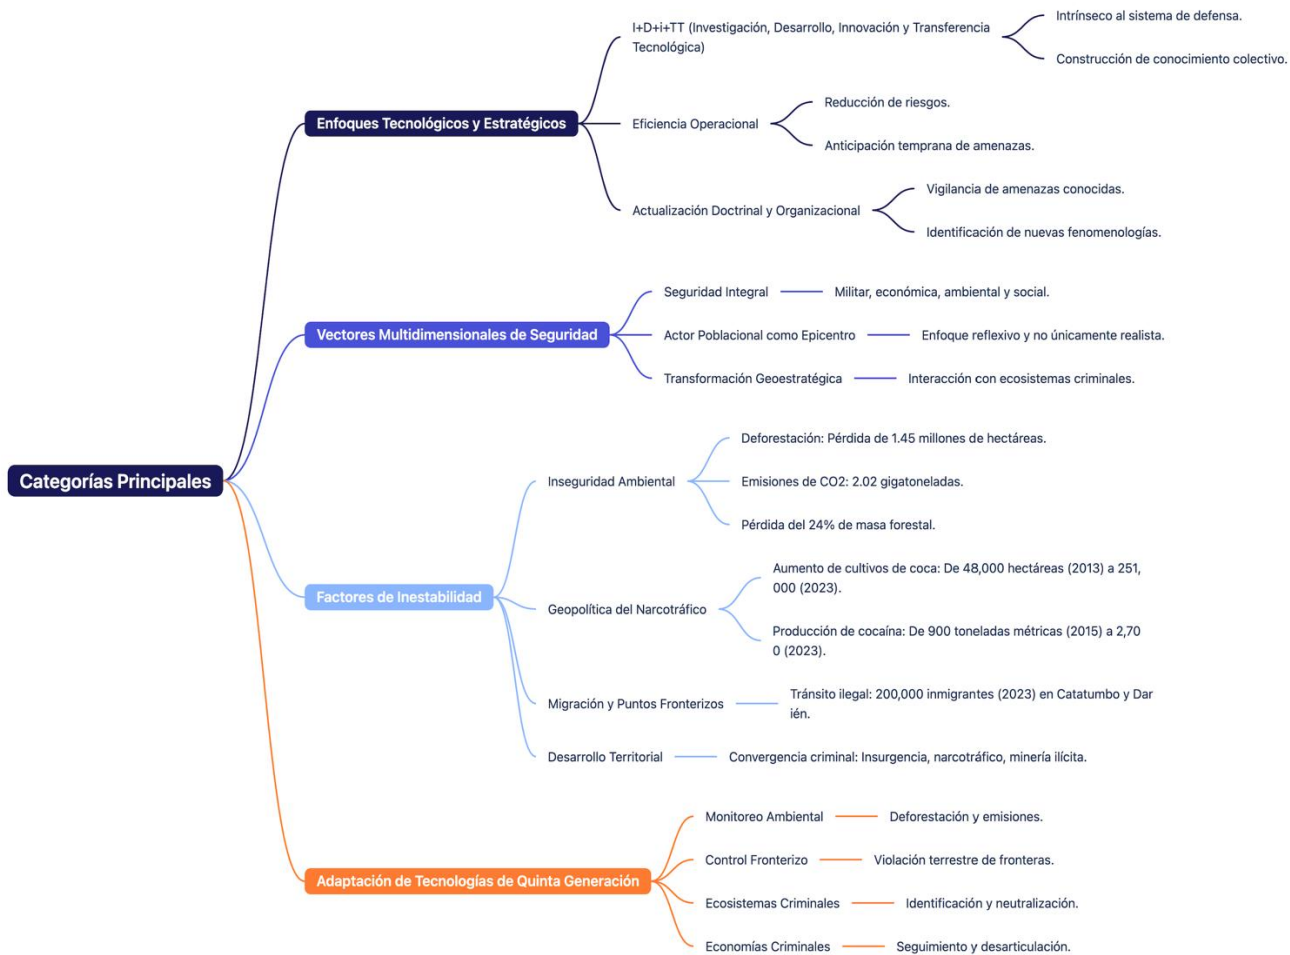 Categorías Principales
Enfoques Tecnológicos y Estratégicos
I+D+i+TT (Investigación, Desarrollo, Innovación y Transferencia
Tecnológica)
Intrínseco al sistema de defensa.
Construcción de conocimiento colectivo.
Eficiencia Operacional
Reducción de riesgos.
Anticipación temprana de amenazas.
Actualización Doctrinal y Organizacional
Vigilancia de amenazas conocidas.
Identificación de nuevas fenomenologías.
Vectores Multidimensionales de Seguridad
Seguridad Integral
Militar, económica, ambiental y social.
Actor Poblacional como Epicentro
Enfoque reflexivo y no únicamente realista.
Transformación Geoestratégica
Interacción con ecosistemas criminales.
Factores de Inestabilidad
Inseguridad Ambiental
Deforestación: Pérdida de 1.45 millones de hectáreas.
Emisiones de CO2: 2.02 gigatoneladas.
Pérdida del 24% de masa forestal.
Geopolítica del Narcotráfico
Aumento de cultivos de coca: De 48,000 hectáreas (2013) a 251,
000 (2023).
Producción de cocaína: De 900 toneladas métricas (2015) a 2,70
0 (2023).
Migración y Puntos Fronterizos
Tránsito ilegal: 200,000 inmigrantes (2023) en Catatumbo y Dar
ién.
Desarrollo Territorial
Convergencia criminal: Insurgencia, narcotráfico, minería ilícita.
Adaptación de Tecnologías de Quinta Generación
Monitoreo Ambiental
Deforestación y emisiones.
Control Fronterizo
Violación terrestre de fronteras.
Ecosistemas Criminales
Identificación y neutralización.
Economías Criminales
Seguimiento y desarticulación.